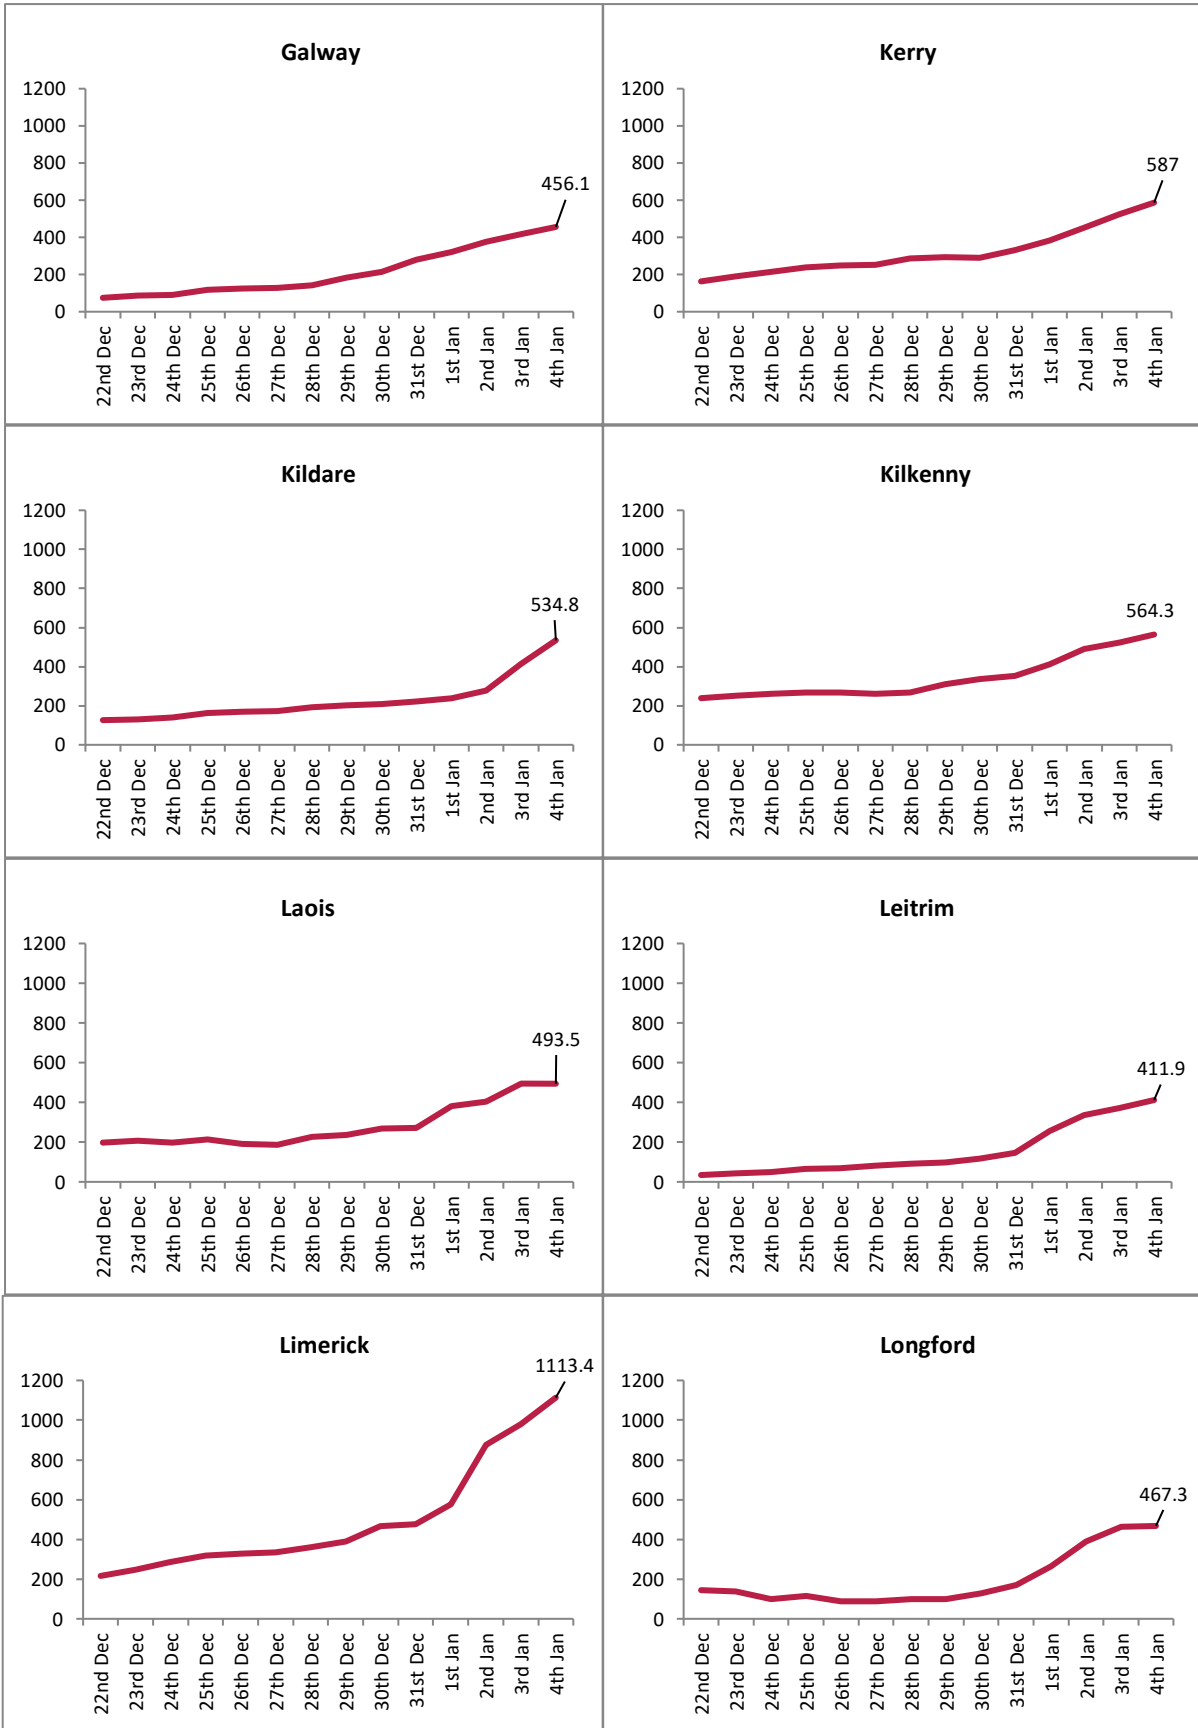 Galway
1200
1000
800
600
400
200
0
456.1
22nd Dec
23rd Dec
24th Dec
25th Dec
26th Dec
27th Dec
28th Dec
29th Dec
30th Dec
31st Dec
1st Jan
2nd Jan
3rd Jan
4th Jan
Kerry
1200
1000
800
600
400
200
0
587
22nd Dec
23rd Dec
24th Dec
25th Dec
26th Dec
27th Dec
28th Dec
29th Dec
30th Dec
31st Dec
1st Jan
2nd Jan
3rd Jan
4th Jan
Kildare
1200
1000
800
600
400
200
0
534.8
22nd Dec
23rd Dec
24th Dec
25th Dec
26th Dec
27th Dec
28th Dec
29th Dec
30th Dec
31st Dec
1st Jan
2nd Jan
3rd Jan
4th Jan
Kilkenny
1200
1000
800
600
400
200
0
564.3
22nd Dec
23rd Dec
24th Dec
25th Dec
26th Dec
27th Dec
28th Dec
29th Dec
30th Dec
31st Dec
1st Jan
2nd Jan
3rd Jan
4th Jan
Laois
1200
1000
800
600
400
200
0
493.5
22nd Dec
23rd Dec
24th Dec
25th Dec
26th Dec
27th Dec
28th Dec
29th Dec
30th Dec
31st Dec
1st Jan
2nd Jan
3rd Jan
4th Jan
Leitrim
1200
1000
800
600
400
200
0
411.9
22nd Dec
23rd Dec
24th Dec
25th Dec
26th Dec
27th Dec
28th Dec
29th Dec
30th Dec
31st Dec
1st Jan
2nd Jan
3rd Jan
4th Jan
Limerick
1200
1000
800
600
400
200
0
1113.4
22nd Dec
23rd Dec
24th Dec
25th Dec
26th Dec
27th Dec
28th Dec
29th Dec
30th Dec
31st Dec
1st Jan
2nd Jan
3rd Jan
4th Jan
Longford
1200
1000
800
600
400
200
0
467.3
22nd Dec
23rd Dec
24th Dec
25th Dec
26th Dec
27th Dec
28th Dec
29th Dec
30th Dec
31st Dec
1st Jan
2nd Jan
3rd Jan
4th Jan